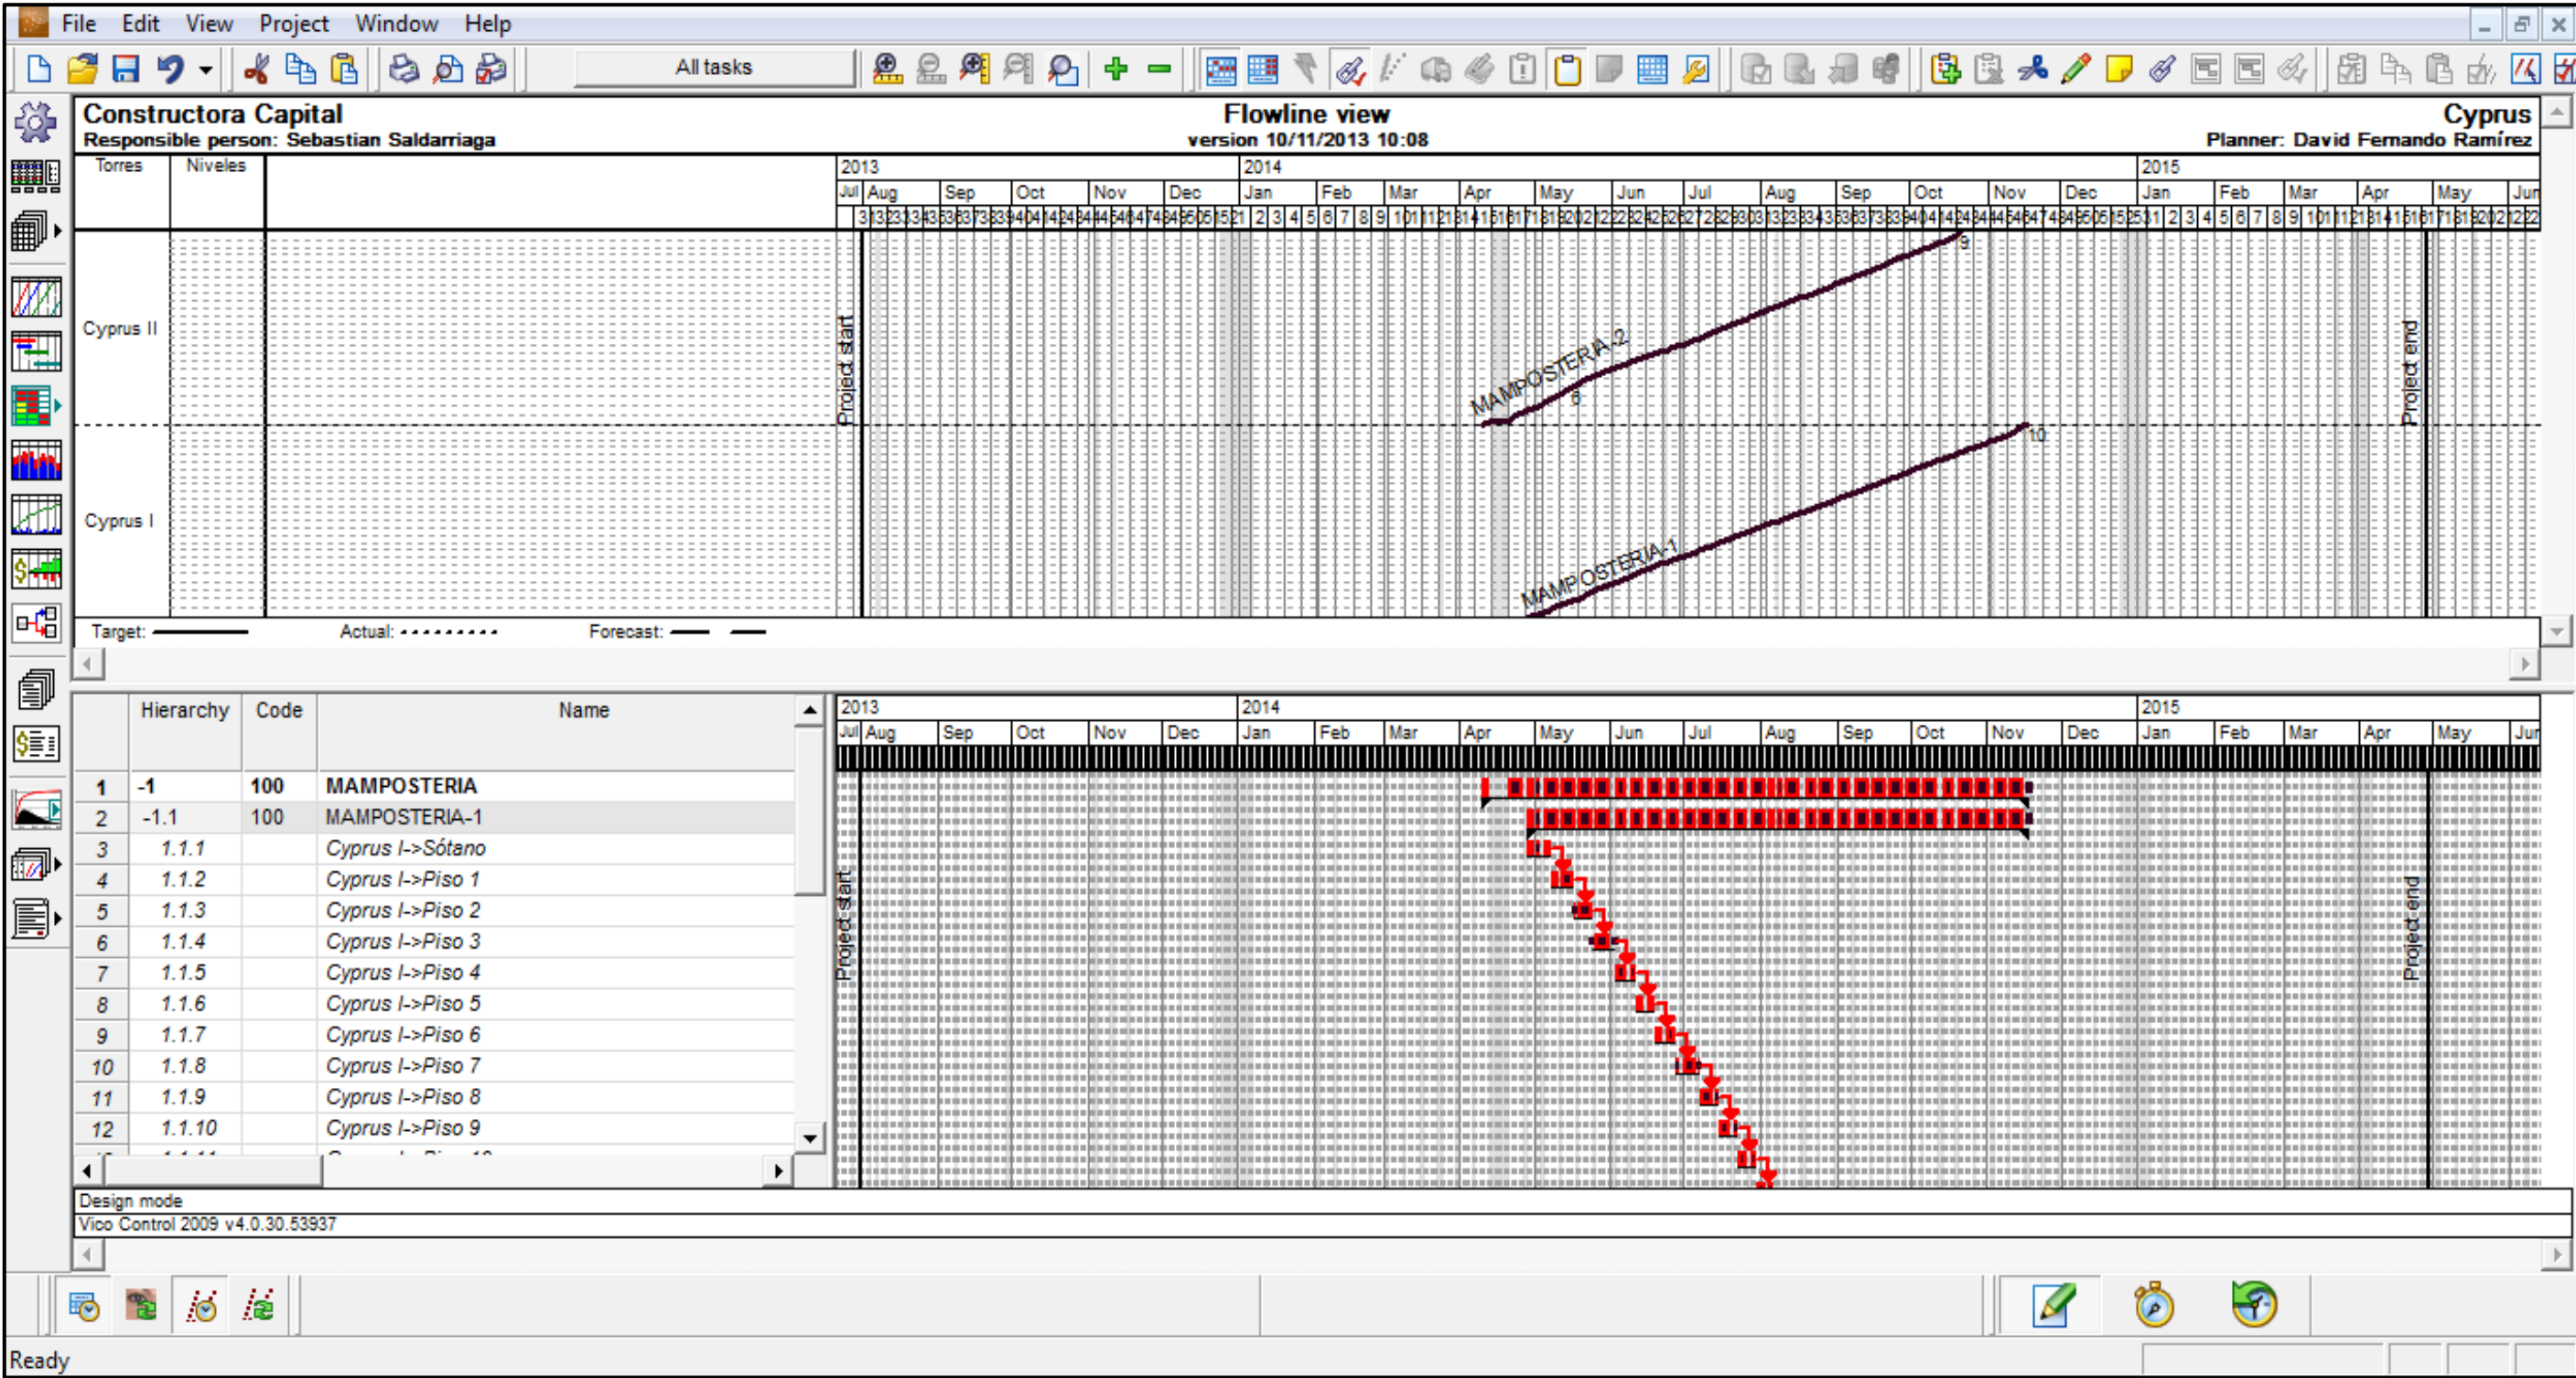 File Edit View Project Window Help
All tasks
Constructora Capital Flowline view Cyprus
Responsible person: Sebastian Saldarriaga version 10/11/2013 10:08 Planner: David Fernando Ramírez
Torres Niveles 2013 2014 2015
Jul Aug Sep Oct Nov Dec Jan Feb Mar Apr May Jun Jul Aug Sep Oct Nov Dec Jan Feb Mar Apr May Jun
9
Cyprus II
Project start
MAMPOSTERIA-2
6
Project end
10
Cyprus I
MAMPOSTERIA-1
Target: Actual: Forecast:
Hierarchy Code Name 2013 2014 2015
Jul Aug Sep Oct Nov Dec Jan Feb Mar Apr May Jun Jul Aug Sep Oct Nov Dec Jan Feb Mar Apr May Jun
1 -1 100 MAMPOSTERIA
2 -1.1 100 MAMPOSTERIA-1
3 1.1.1 Cyprus I->Sótano
4 1.1.2 Cyprus I->Piso 1
5 1.1.3 Cyprus I->Piso 2
6 1.1.4 Cyprus I->Piso 3
7 1.1.5 Cyprus I->Piso 4
8 1.1.6 Cyprus I->Piso 5
9 1.1.7 Cyprus I->Piso 6
10 1.1.8 Cyprus I->Piso 7
11 1.1.9 Cyprus I->Piso 8
12 1.1.10 Cyprus I->Piso 9
Project start
Project end
Design mode
Vico Control 2009 v4.0.30.53937
Ready